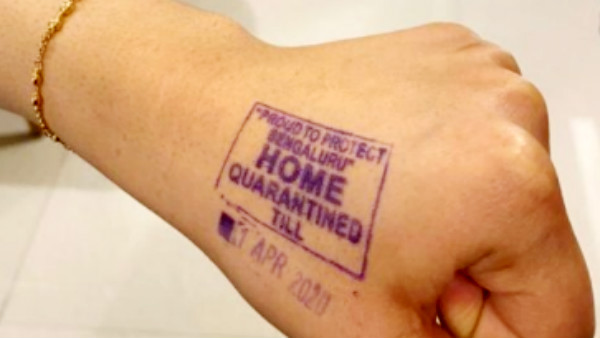 "PROUD TO PROTECT
BENGALURU"
HOME
QUARANTINED
TILL
1 APR 2020